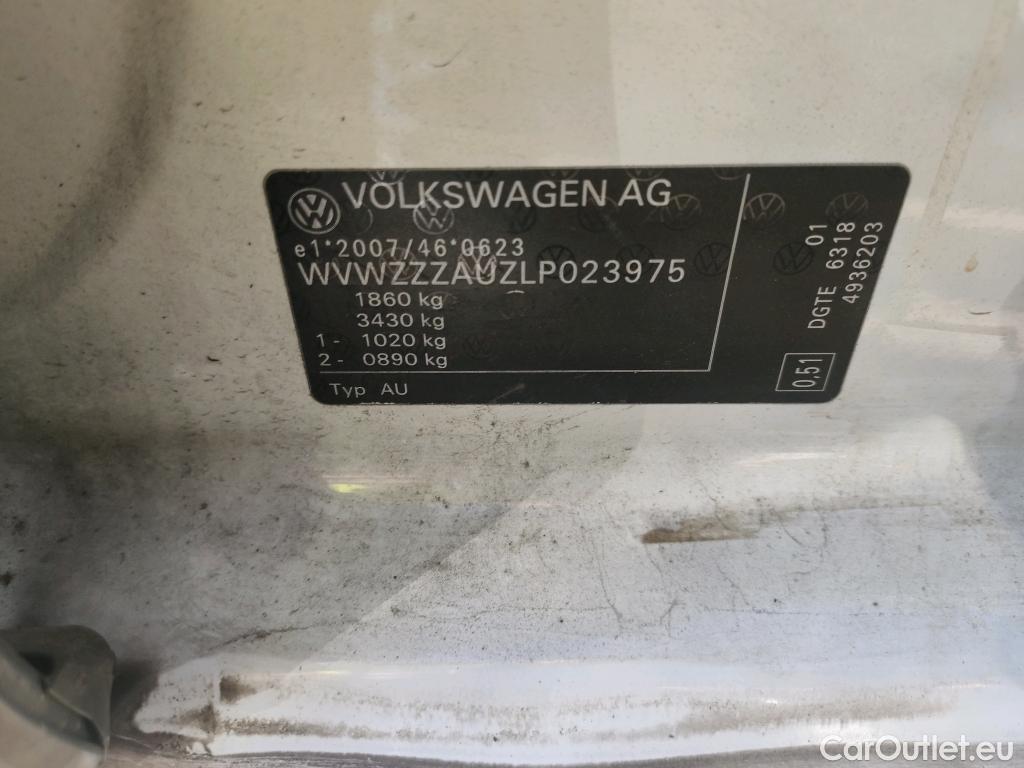 VOLKSWAGEN AG
e1*2007/46*0623
WVWZZZAUZLP023975
1860 kg
3430 kg
1 - 1020 kg
2 - 0890 kg
Typ AU
01
DGTE 6318
4936203
0,51
CarOutlet.eu